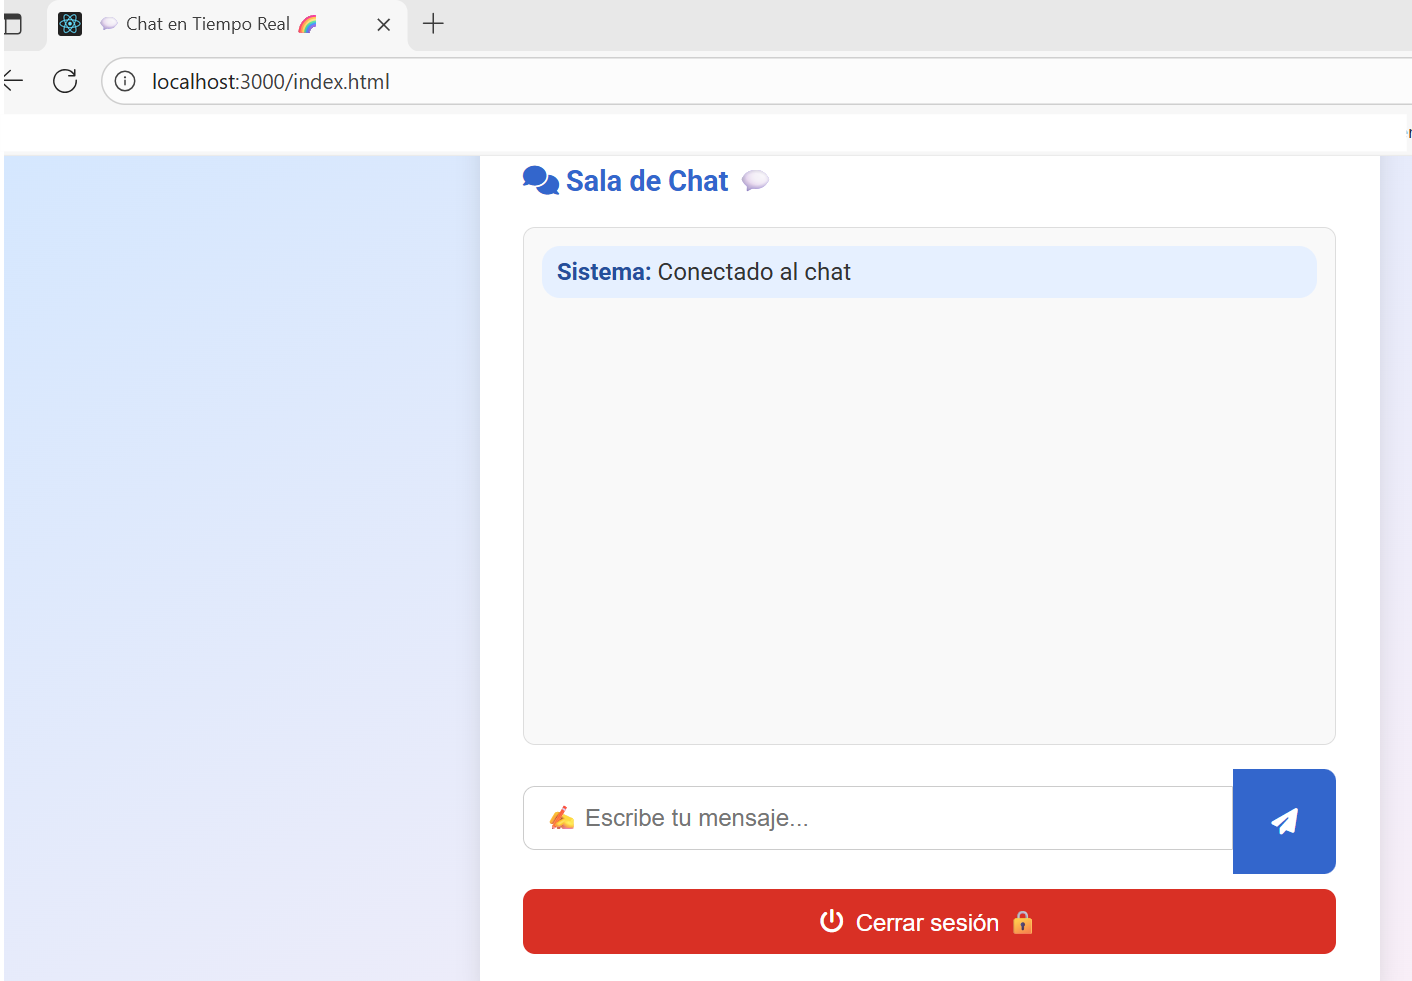 💬 Chat en Tiempo Real 🌈
localhost:3000/index.html
Sala de Chat 💬
Sistema: Conectado al chat
✍️ Escribe tu mensaje...
Cerrar sesión 🔒